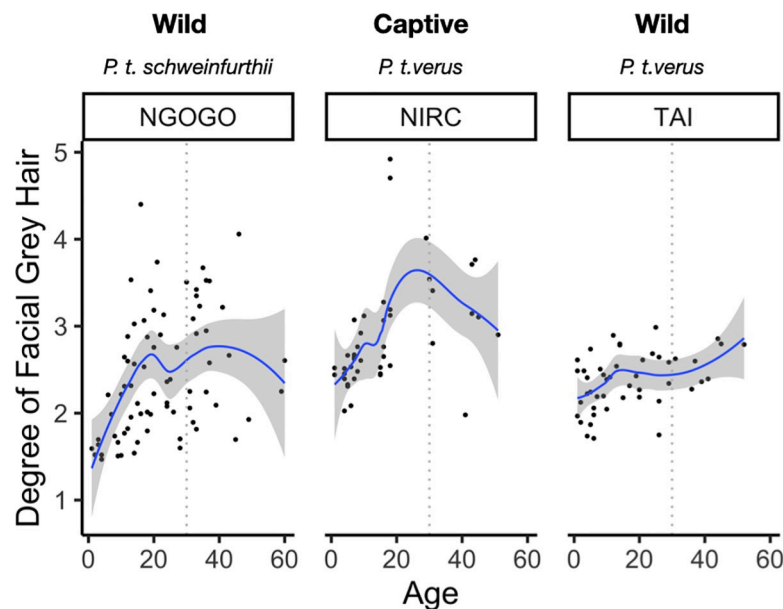 Wild Captive Wild
P. t. schweinfurthii P. t.verus P. t.verus
NGOGO NIRC TAI
5
4
3
2
1
Degree of Facial Grey Hair
0 20 40 60 0 20 40 60 0 20 40 60
Age